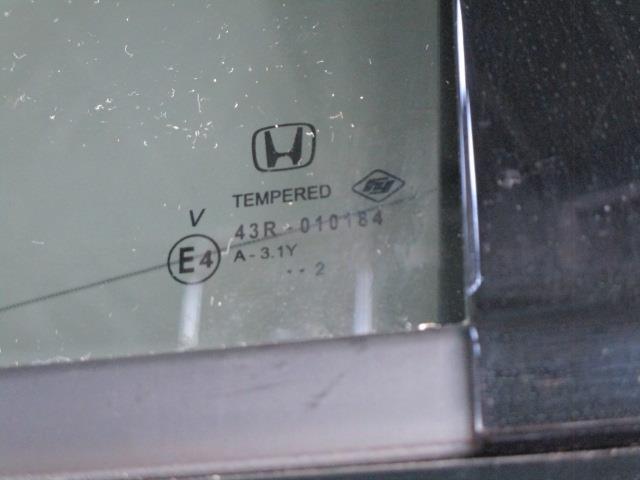 TEMPERED
V
43R - 010184
E4
A - 3.1Y
- - 2